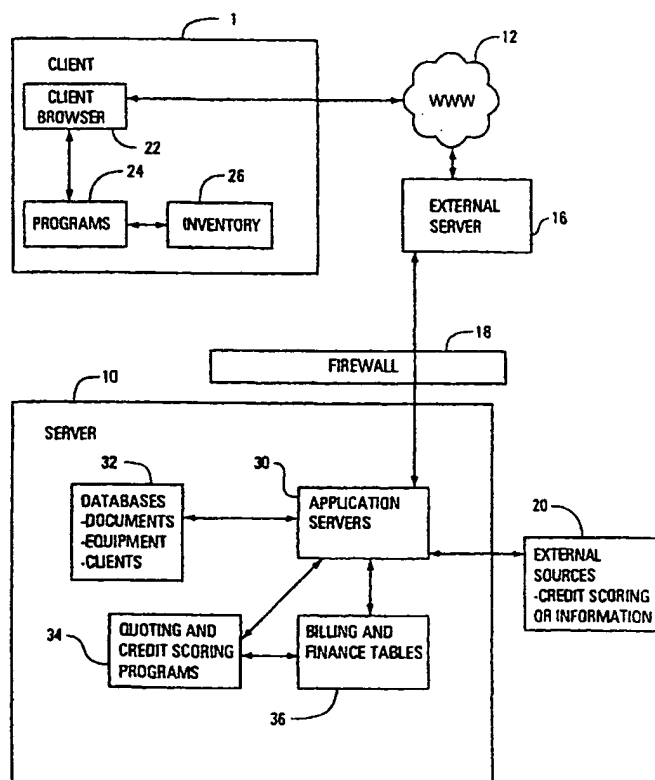 1
CLIENT
CLIENT
BROWSER
22
24
PROGRAMS
26
INVENTORY
12
WWW
EXTERNAL
SERVER
16
18
FIREWALL
10
SERVER
32
DATABASES
-DOCUMENTS
-EQUIPMENT
-CLIENTS
30
APPLICATION
SERVERS
20
EXTERNAL
SOURCES
-CREDIT SCORING
OR INFORMATION
34
QUOTING AND
CREDIT SCORING
PROGRAMS
BILLING AND
FINANCE TABLES
36